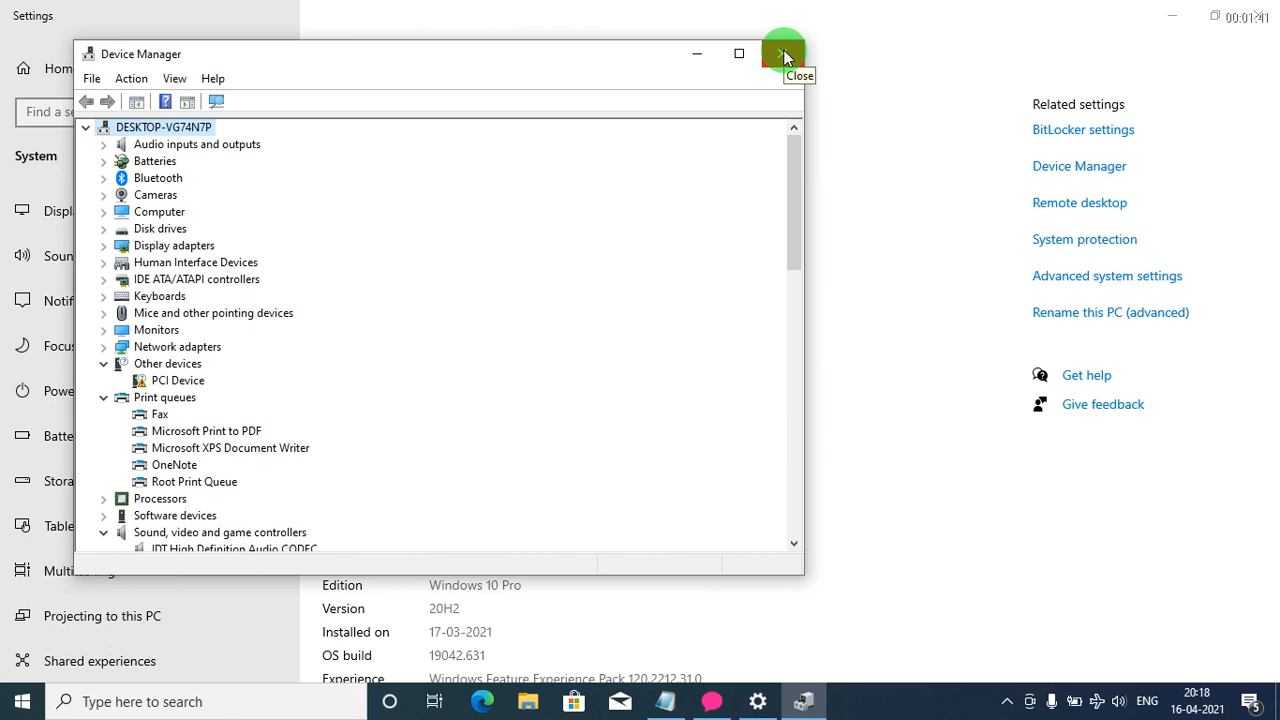 Settings
00:01:41
Device Manager
Close
File Action View Help
DESKTOP-VG74N7P
Audio inputs and outputs
Batteries
Bluetooth
Cameras
Computer
Disk drives
Display adapters
Human Interface Devices
IDE ATA/ATAPI controllers
Keyboards
Mice and other pointing devices
Monitors
Network adapters
Other devices
PCI Device
Print queues
Fax
Microsoft Print to PDF
Microsoft XPS Document Writer
OneNote
Root Print Queue
Processors
Software devices
Sound, video and game controllers
IDT High Definition Audio CODEC
Hom
Find a se
System
Displ
Soun
Notif
Focus
Powe
Batte
Stora
Table
Multitasking
Projecting to this PC
Shared experiences
Edition Windows 10 Pro
Version 20H2
Installed on 17-03-2021
OS build 19042.631
Experience Windows Feature Experience Pack 120.2212.31.0
Related settings
BitLocker settings
Device Manager
Remote desktop
System protection
Advanced system settings
Rename this PC (advanced)
Get help
Give feedback
Type here to search
ENG
20:18
16-04-2021
5